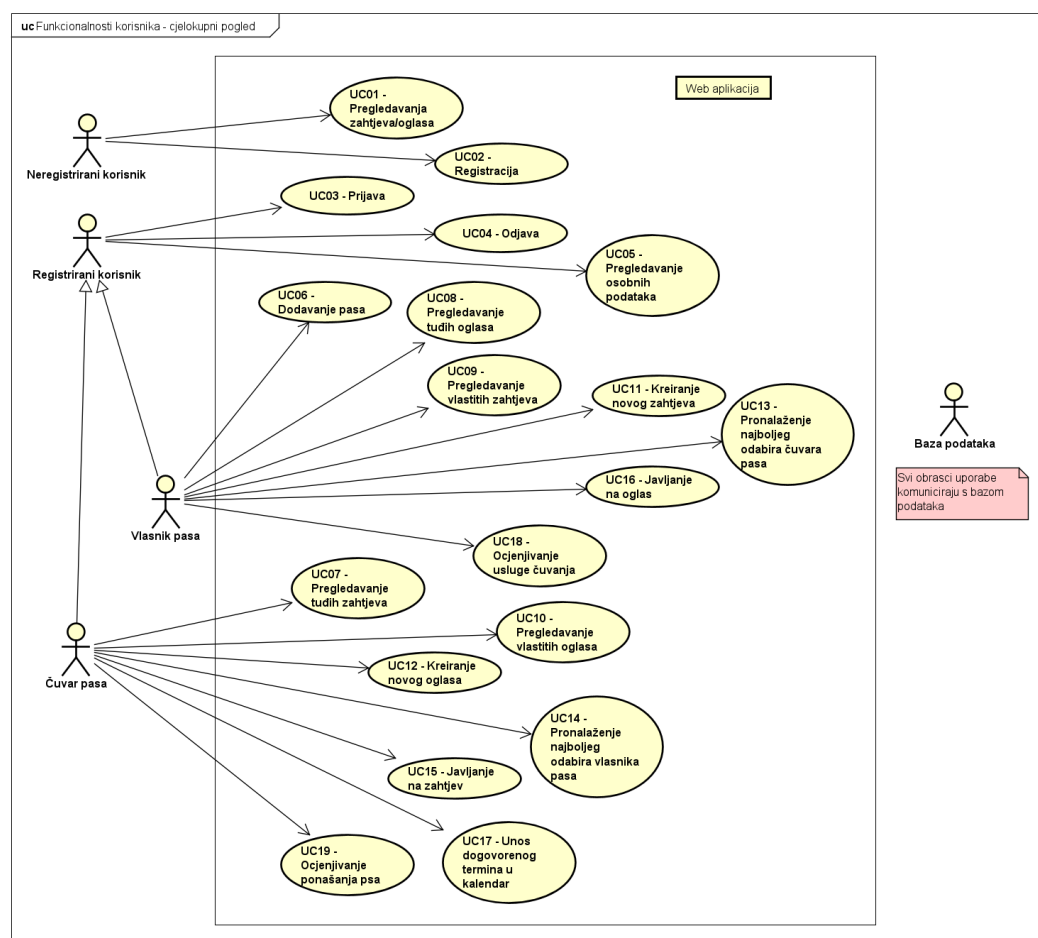 uc Funkcionalnosti korisnika - cjelokupni pogled
Web aplikacija
UC01 -
Pregledavanja
zahtjeva/oglasa
Neregistrirani korisnik
UC02 -
Registracija
UC03 - Prijava
UC04 - Odjava
Registrirani korisnik
UC05 -
Pregledavanje
osobnih
podataka
UC06 -
Dodavanje pasa
UC08 -
Pregledavanje
tuđih oglasa
UC09 -
Pregledavanje
vlastitih zahtjeva
UC11 - Kreiranje
novog zahtjeva
UC13 -
Pronalaženje
najboljeg
odabira čuvara
pasa
Baza podataka
Svi obrasci uporabe
komuniciraju s bazom
podataka
UC16 - Javljanje
na oglas
Vlasnik pasa
UC18 -
Ocjenjivanje
usluge čuvanja
UC07 -
Pregledavanje
tuđih zahtjeva
UC10 -
Pregledavanje
vlastitih oglasa
Čuvar pasa
UC12 - Kreiranje
novog oglasa
UC14 -
Pronalaženje
najboljeg
odabira vlasnika
pasa
UC15 - Javljanje
na zahtjev
UC17 - Unos
dogovorenog
termina u
kalendar
UC19 -
Ocjenjivanje
ponašanja psa